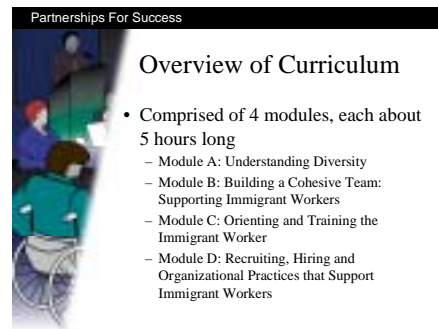 Partnerships For Success
Overview of Curriculum
• Comprised of 4 modules, each about
5 hours long
– Module A: Understanding Diversity
– Module B: Building a Cohesive Team:
Supporting Immigrant Workers
– Module C: Orienting and Training the
Immigrant Worker
– Module D: Recruiting, Hiring and
Organizational Practices that Support
Immigrant Workers